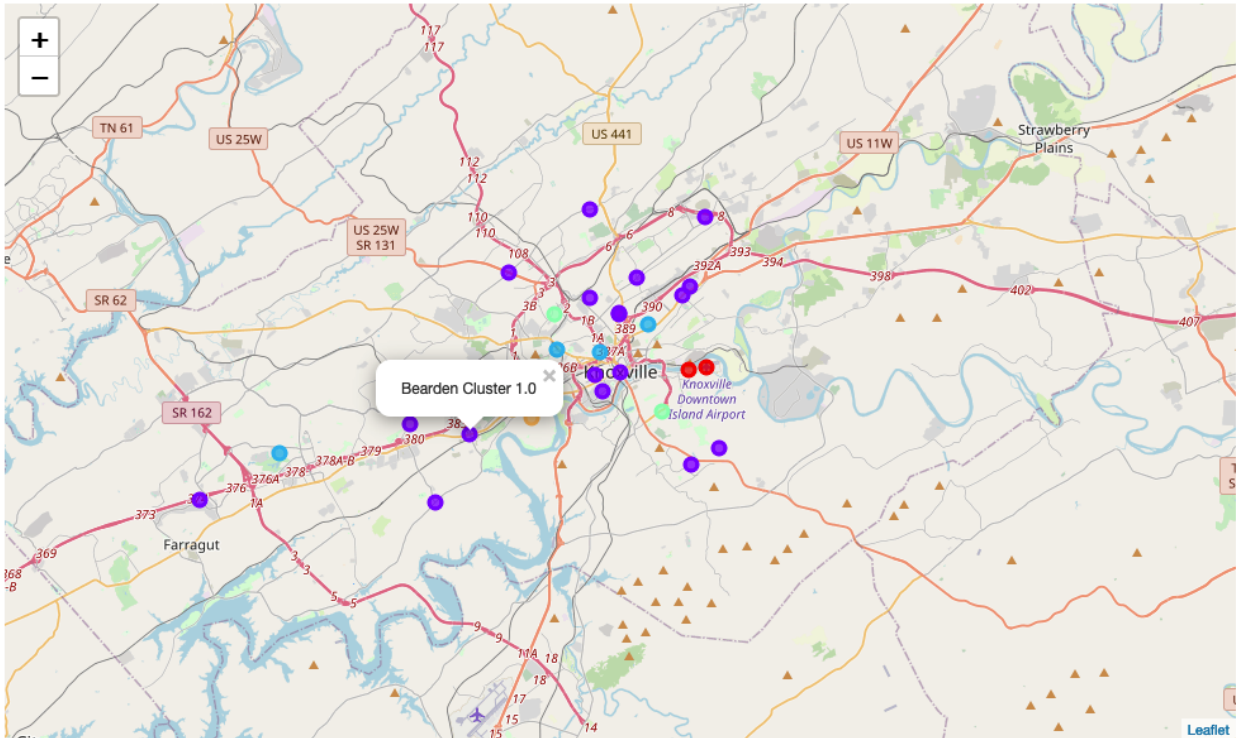 +
−
117
117
TN 61
US 25W
US 441
US 11W
Strawberry
Plains
112
112
110
110
8
8
US 25W
SR 131
6
6
108
393
392A
394
398
402
407
3
3
3B
2
SR 62
390
1B
389
1A
1
1
Knoxville
Bearden Cluster 1.0
×
Knoxville
Downtown
Island Airport
SR 162
380
379
378A-B
378
376A
376
1A
373
Farragut
369
368
-B
3
3
5
5
9
9
11A
18
18
17
15
15
14
Leaflet